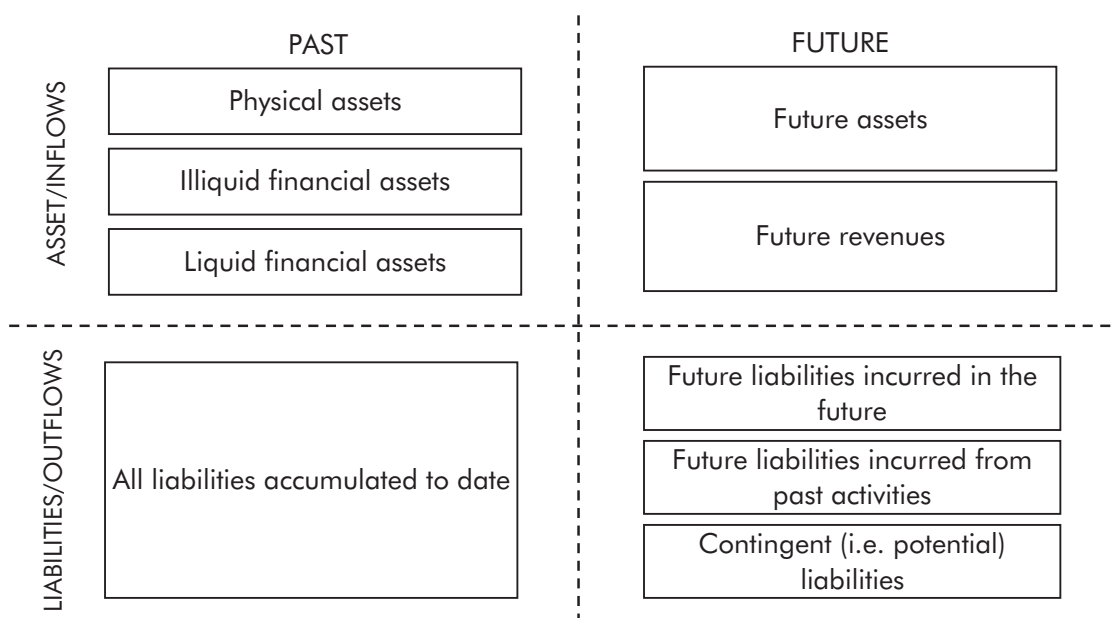 PAST
FUTURE
ASSET/INFLOWS
Physical assets
Illiquid financial assets
Liquid financial assets
Future assets
Future revenues
LIABILITIES/OUTFLOWS
All liabilities accumulated to date
Future liabilities incurred in the
future
Future liabilities incurred from
past activities
Contingent (i.e. potential)
liabilities